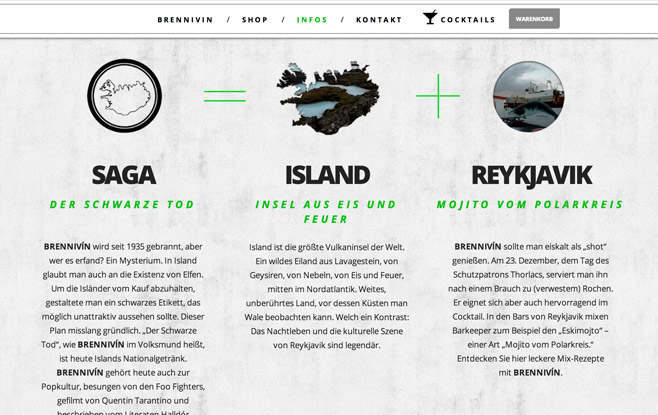 BRENNIVIN / SHOP / INFOS / KONTAKT COCKTAILS WARENKORB
SAGA
DER SCHWARZE TOD
BRENNIVÍN wird seit 1935 gebrannt, aber
wer es erfand? Ein Mysterium. In Island
glaubt man auch an die Existenz von Elfen.
Um die Isländer vom Kauf abzuhalten,
gestaltete man ein schwarzes Etikett, das
möglich unattraktiv aussehen sollte. Dieser
Plan misslang gründlich. „Der Schwarze
Tod“, wie BRENNIVÍN im Volksmund heißt,
ist heute Islands Nationalgetränk.
BRENNIVÍN gehört heute auch zur
Popkultur, besungen von den Foo Fighters,
gefilmt von Quentin Tarantino und
beschrieben vom Literaten Halldór
ISLAND
INSEL AUS EIS UND
FEUER
Island ist die größte Vulkaninsel der Welt.
Ein wildes Eiland aus Lavagestein, von
Geysiren, von Nebeln, von Eis und Feuer,
mitten im Nordatlantik. Weites,
unberührtes Land, vor dessen Küsten man
Wale beobachten kann. Welch ein Kontrast:
Das Nachtleben und die kulturelle Szene
von Reykjavik sind legendär.
REYKJAVIK
MOJITO VOM POLARKREIS
BRENNIVÍN sollte man eiskalt als „shot“
genießen. Am 23. Dezember, dem Tag des
Schutzpatrons Thorlacs, serviert man ihn
nach einem Brauch zu (verwestem) Rochen.
Er eignet sich aber auch hervorragend im
Cocktail. In den Bars von Reykjavik mixen
Barkeeper zum Beispiel den „Eskimojto“ –
einer Art „Mojito vom Polarkreis.“
Entdecken Sie hier leckere Mix-Rezepte
mit BRENNIVÍN.